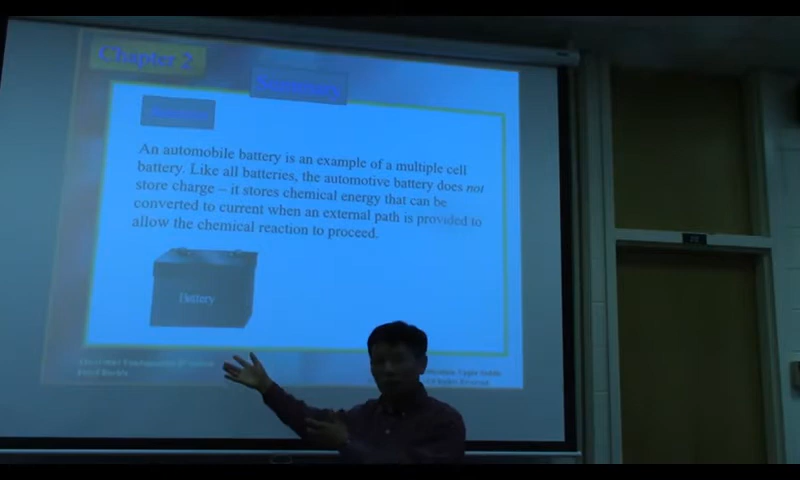 Chapter 2
Summary
An automobile battery is an example of a multiple cell
battery. Like all batteries, the automotive battery does not
store charge – it stores chemical energy that can be
converted to current when an external path is provided to
allow the chemical reaction to proceed.
Battery